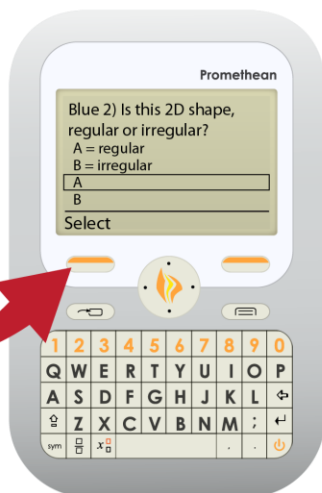 Promethean
Blue 2) Is this 2D shape,
regular or irregular?
A = regular
B = irregular
A
B
Select
1 2 3 4 5 6 7 8 9 0
Q W E R T Y U I O P
A S D F G H J K L
Z X C V B N M ;
sym x . .